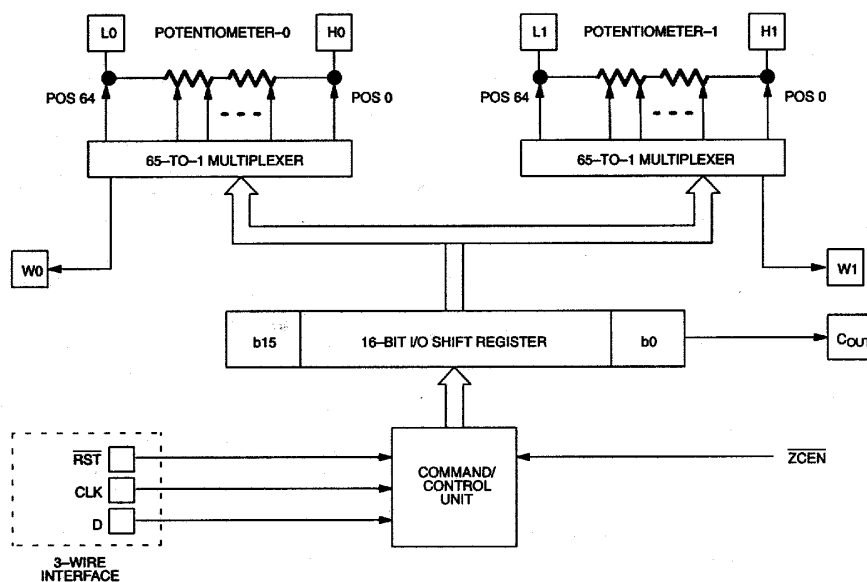 L0 POTENTIOMETER-0 H0
L1 POTENTIOMETER-1 H1
POS 64 POS 0
POS 64 POS 0
65-TO-1 MULTIPLEXER
65-TO-1 MULTIPLEXER
W0
W1
b15 16-BIT I/O SHIFT REGISTER b0
COUT
RST
CLK
D
COMMAND/
CONTROL
UNIT
ZCEN
3-WIRE
INTERFACE